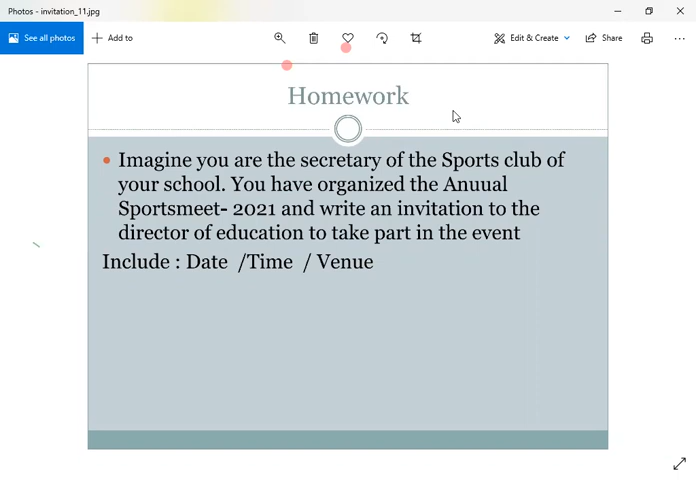 Photos - invitation_11.jpg
See all photos
Add to
Edit & Create
Share
Homework
Imagine you are the secretary of the Sports club of
your school. You have organized the Anuual
Sportsmeet- 2021 and write an invitation to the
director of education to take part in the event
Include : Date  /Time  / Venue